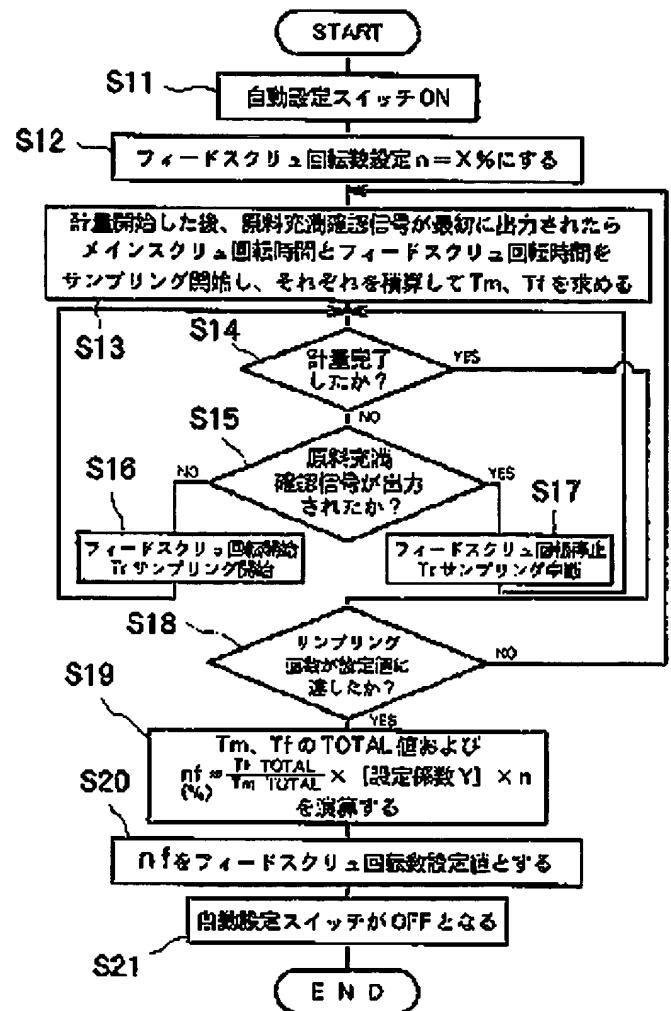 START
S11
自動設定スイッチON
S12
フィードスクリュ回転数設定n=X%にする
計量開始した後、原料充満確認信号が最初に出力されたら
メインスクリュ回転時間とフィードスクリュ回転時間を
サンプリング開始し、それぞれを積算してTm、Tfを求める
S13
S14
計量完了
したか?
YES
NO
S15
原料充満
確認信号が出力
されたか?
NO
YES
S16
フィードスクリュ回転開始
Tfサンプリング開始
S17
フィードスクリュ回転停止
Tfサンプリング中断
S18
サンプリング
回数が設定値に
達したか?
NO
YES
S19
Tm、TfのTOTAL値および
nf(%)=Tf TOTAL/Tm TOTAL×[設定係数Y]×n
を演算する
S20
nfをフィードスクリュ回転数設定値とする
自動設定スイッチがOFFとなる
S21
END